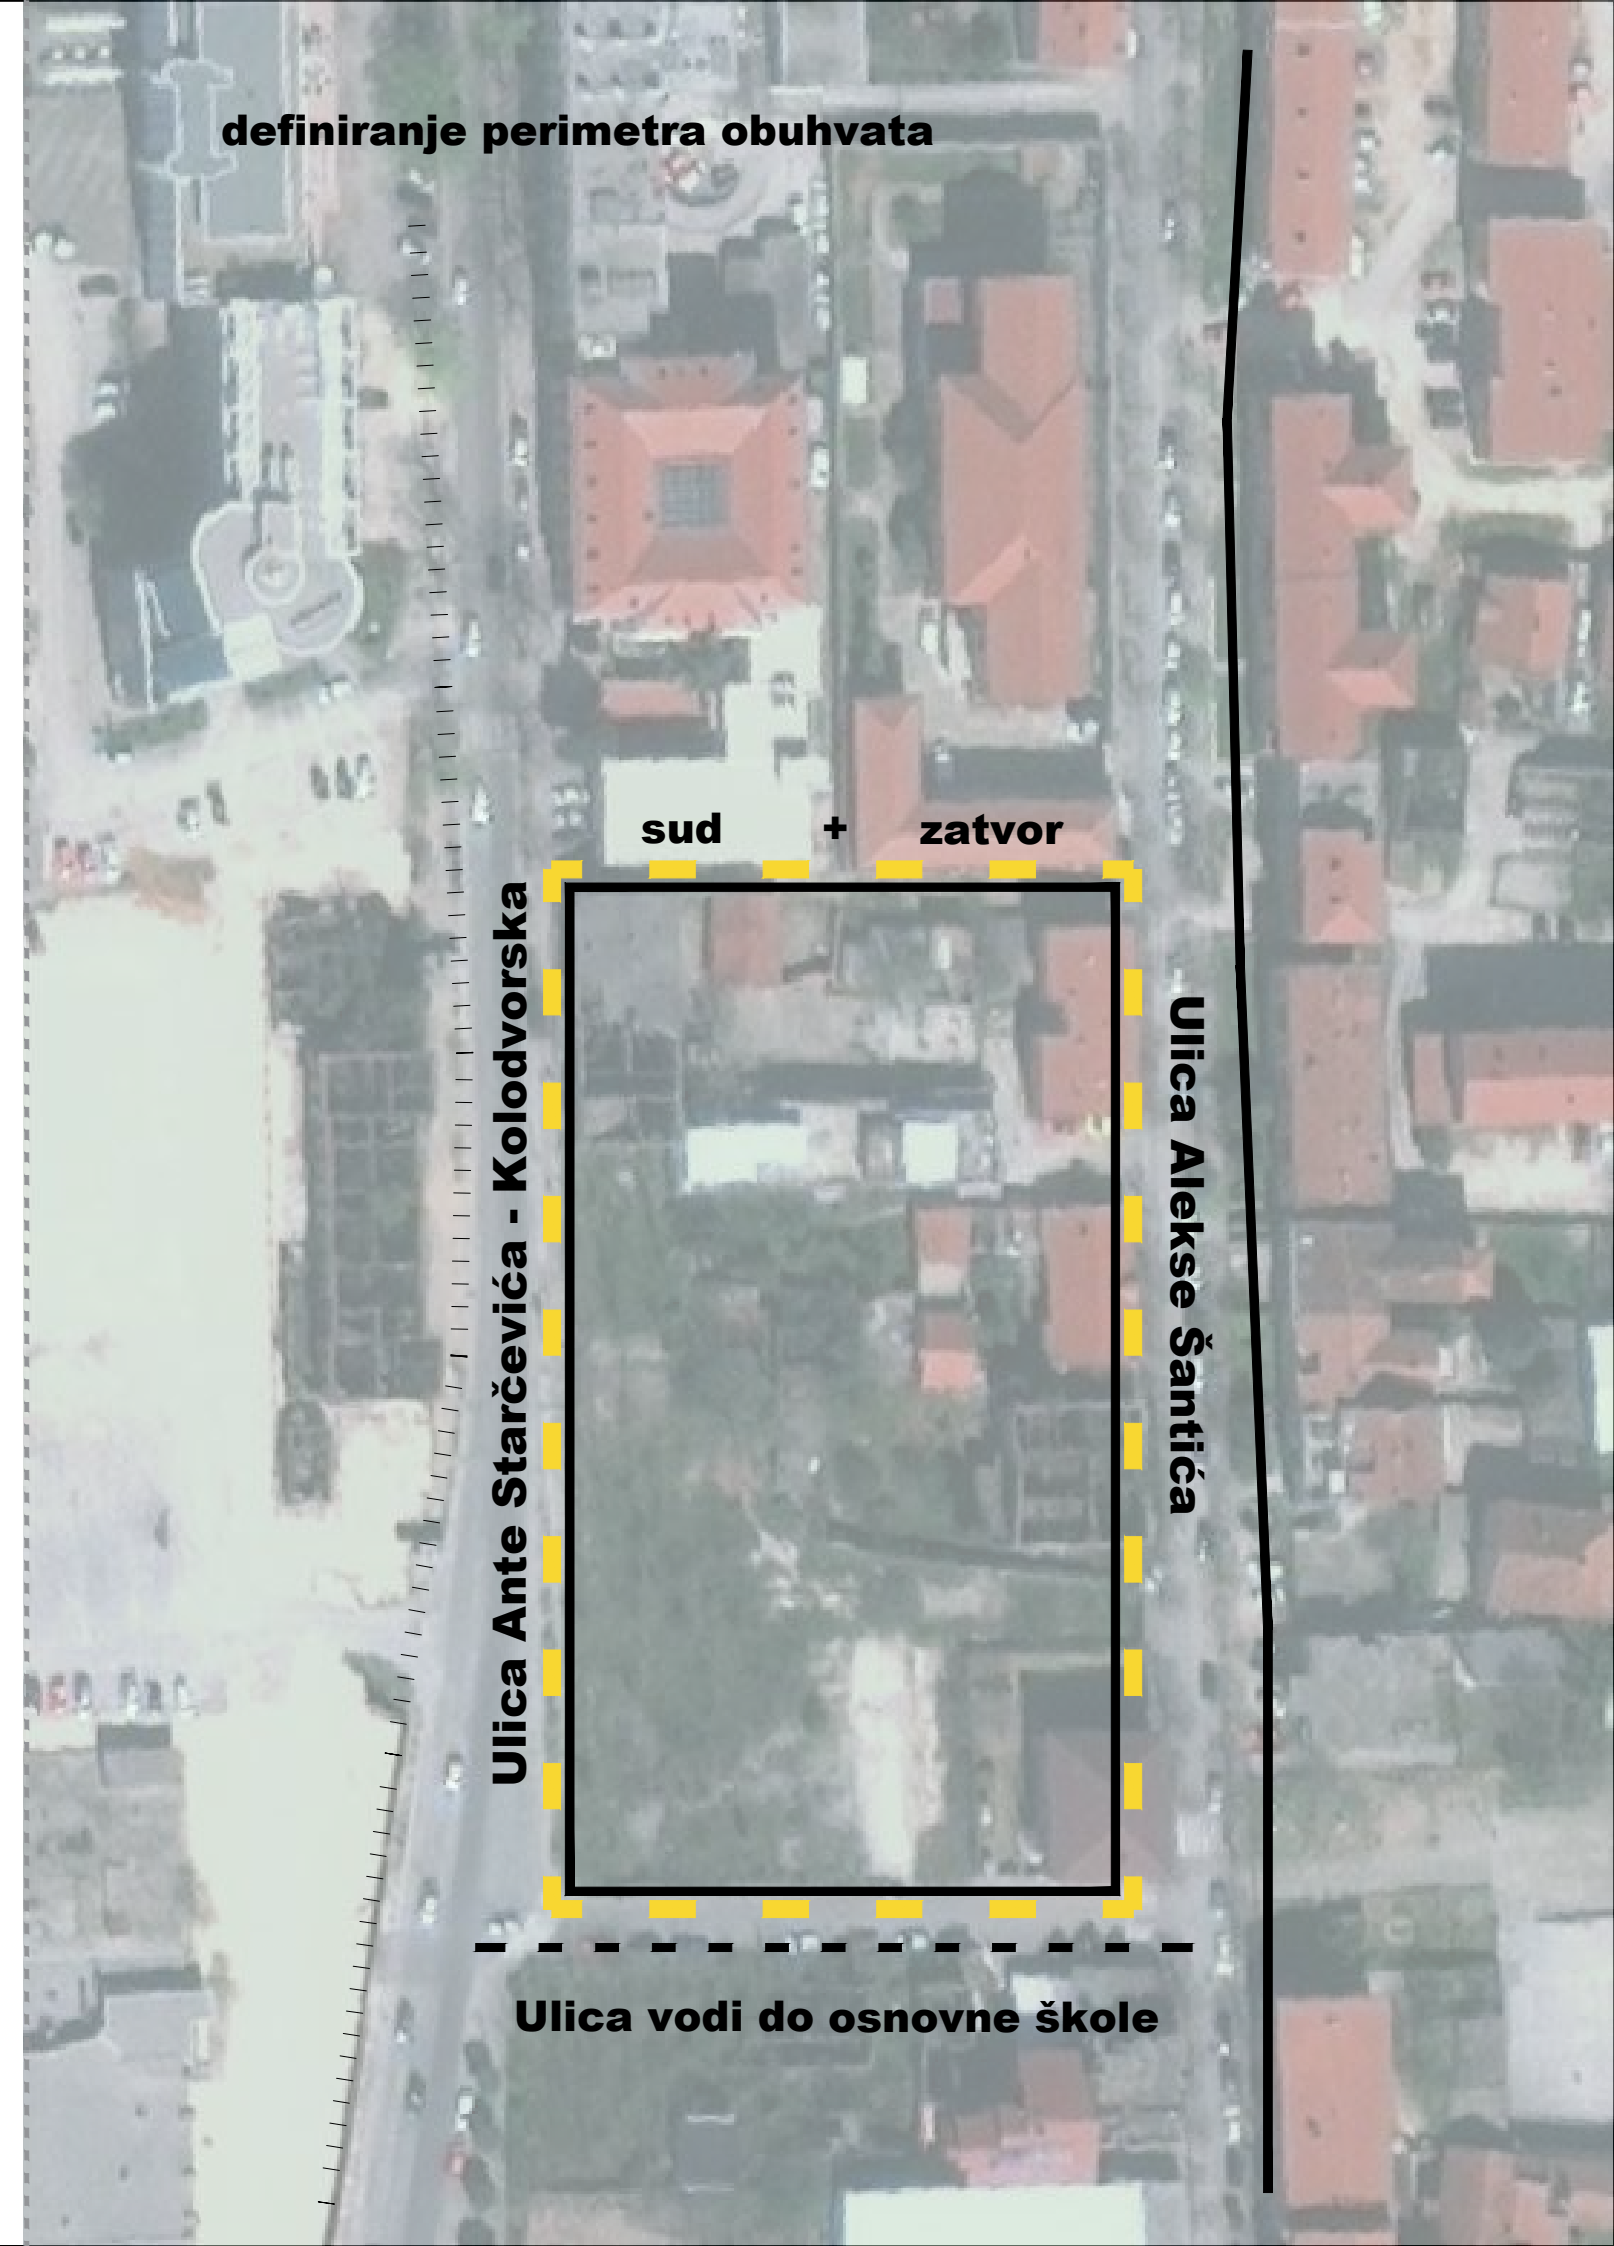 definiranje perimetra obuhvata
sud + zatvor
Ulica Ante Starčevića - Kolodvorska
Ulica Alekse Šantića
Ulica vodi do osnovne škole